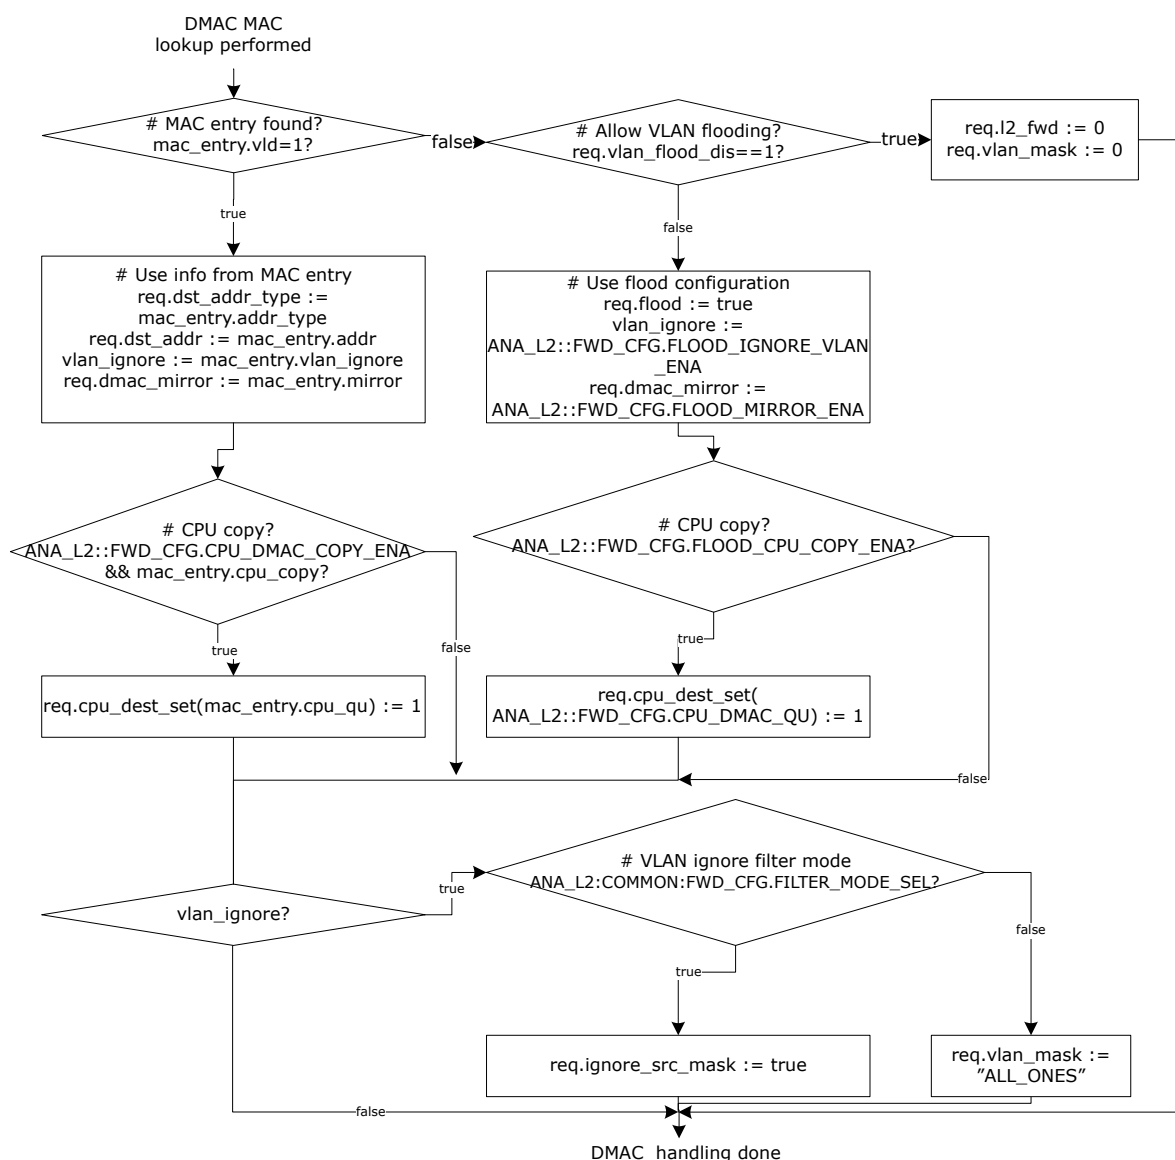 DMAC MAC
lookup performed
# MAC entry found?
mac_entry.vld=1?
false
# Allow VLAN flooding?
req.vlan_flood_dis==1?
true
req.l2_fwd := 0
req.vlan_mask := 0
true
false
# Use info from MAC entry
req.dst_addr_type :=
mac_entry.addr_type
req.dst_addr := mac_entry.addr
vlan_ignore := mac_entry.vlan_ignore
req.dmac_mirror := mac_entry.mirror
# Use flood configuration
req.flood := true
vlan_ignore :=
ANA_L2::FWD_CFG.FLOOD_IGNORE_VLAN
_ENA
req.dmac_mirror :=
ANA_L2::FWD_CFG.FLOOD_MIRROR_ENA
# CPU copy?
ANA_L2::FWD_CFG.CPU_DMAC_COPY_ENA
&& mac_entry.cpu_copy?
# CPU copy?
ANA_L2::FWD_CFG.FLOOD_CPU_COPY_ENA?
true
false
true
req.cpu_dest_set(mac_entry.cpu_qu) := 1
req.cpu_dest_set(
ANA_L2::FWD_CFG.CPU_DMAC_QU) := 1
false
# VLAN ignore filter mode
ANA_L2:COMMON:FWD_CFG.FILTER_MODE_SEL?
true
vlan_ignore?
false
true
req.ignore_src_mask := true
req.vlan_mask :=
”ALL_ONES”
false
DMAC handling done